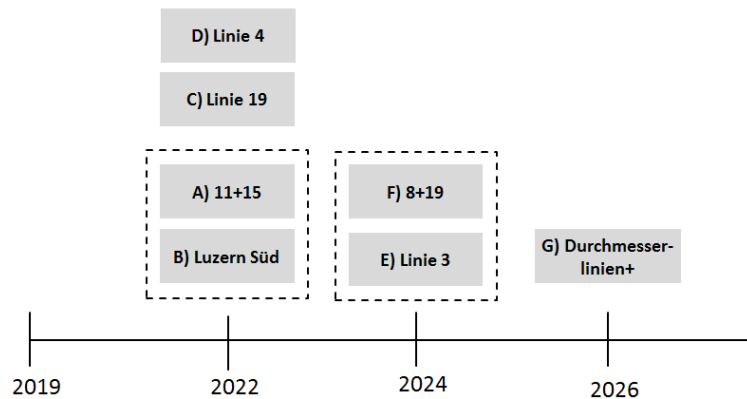 D) Linie 4
C) Linie 19
A) 11+15
F) 8+19
B) Luzern Süd
E) Linie 3
G) Durchmesser-
linien+
2019
2022
2024
2026